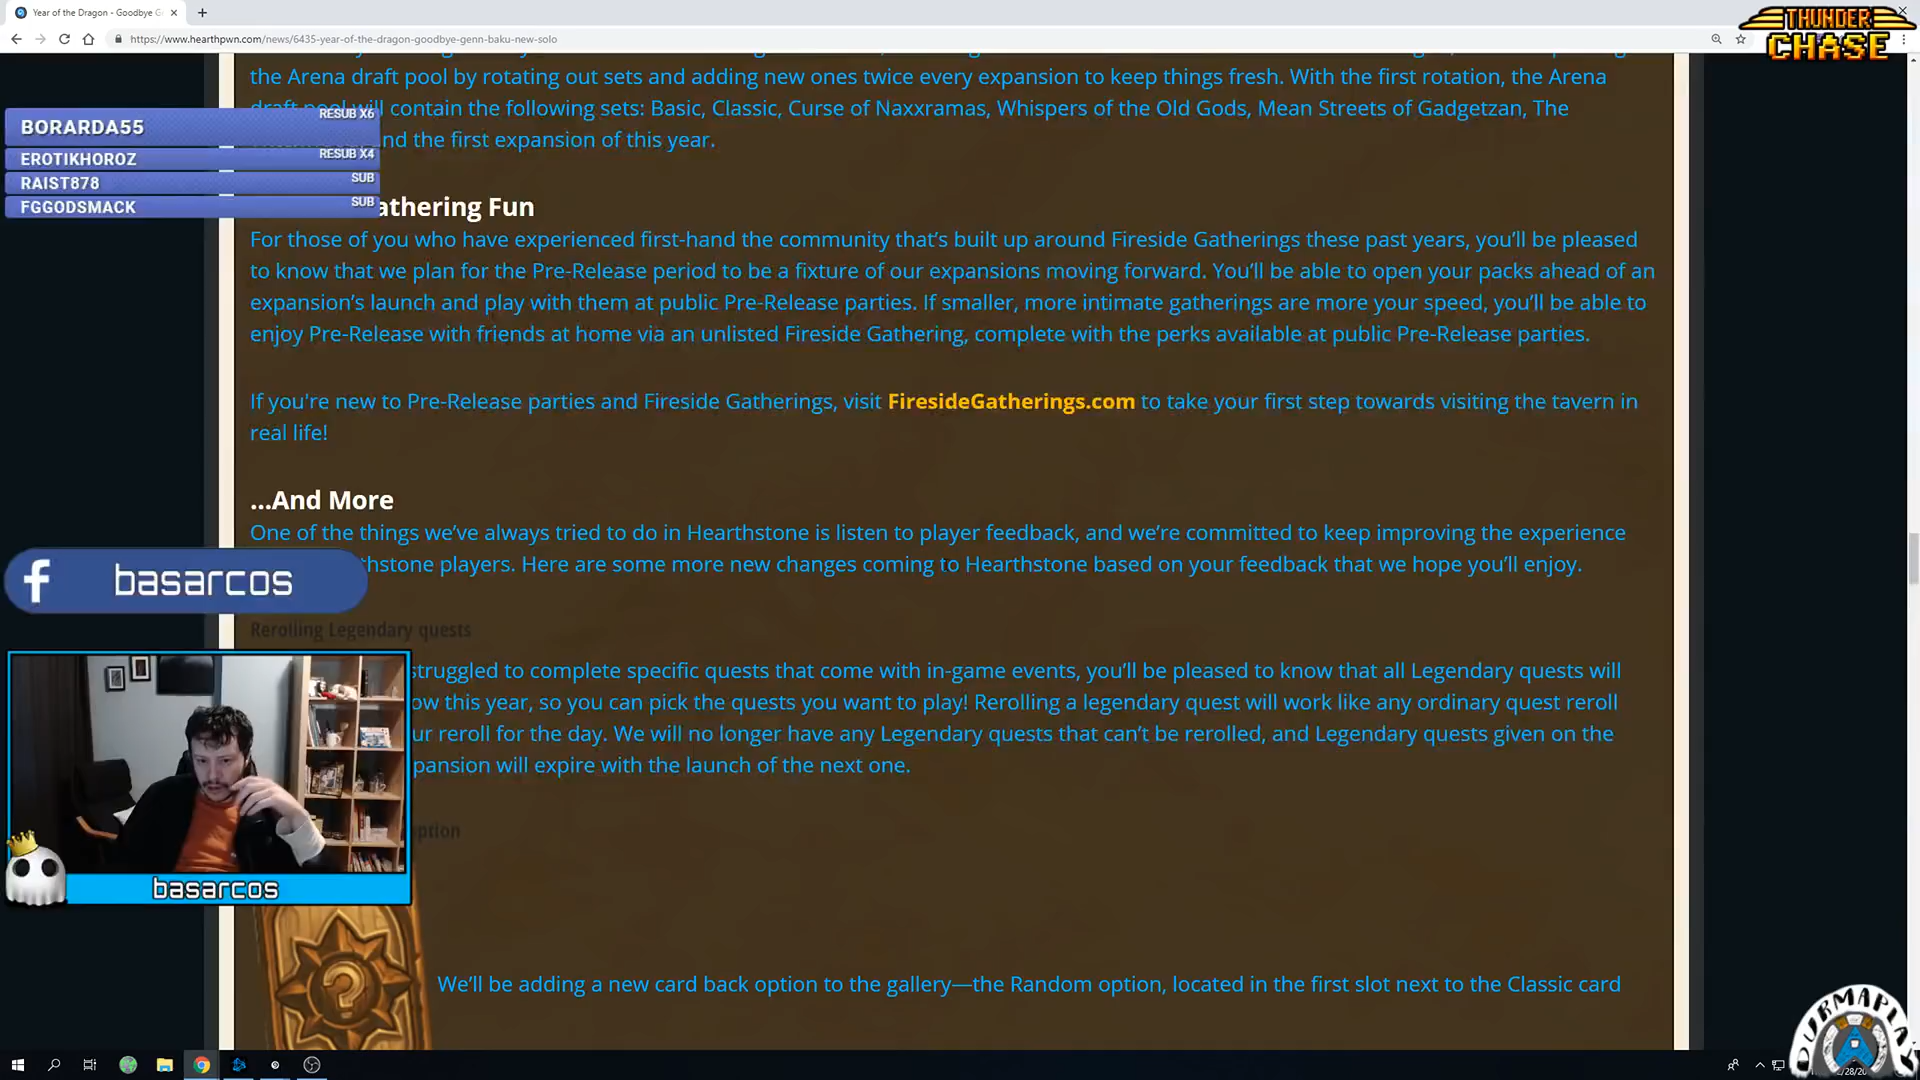 Year of the Dragon - Goodbye G
https://www.hearthpwn.com/news/6435-year-of-the-dragon-goodbye-genn-baku-new-solo
THUNDER
CHASE
the Arena draft pool by rotating out sets and adding new ones twice every expansion to keep things fresh. With the first rotation, the Arena
draft pool will contain the following sets: Basic, Classic, Curse of Naxxramas, Whispers of the Old Gods, Mean Streets of Gadgetzan, The
nd the first expansion of this year.
BORARDA55 RESUB X6
EROTIKHOROZ RESUB X4
RAIST878 SUB
FGGODSMACK SUB
athering Fun
For those of you who have experienced first-hand the community that's built up around Fireside Gatherings these past years, you'll be pleased
to know that we plan for the Pre-Release period to be a fixture of our expansions moving forward. You'll be able to open your packs ahead of an
expansion's launch and play with them at public Pre-Release parties. If smaller, more intimate gatherings are more your speed, you'll be able to
enjoy Pre-Release with friends at home via an unlisted Fireside Gathering, complete with the perks available at public Pre-Release parties.
If you're new to Pre-Release parties and Fireside Gatherings, visit FiresideGatherings.com to take your first step towards visiting the tavern in
real life!
...And More
One of the things we've always tried to do in Hearthstone is listen to player feedback, and we're committed to keep improving the experience
thstone players. Here are some more new changes coming to Hearthstone based on your feedback that we hope you'll enjoy.
f basarcos
Rerolling Legendary quests
struggled to complete specific quests that come with in-game events, you'll be pleased to know that all Legendary quests will
ow this year, so you can pick the quests you want to play! Rerolling a legendary quest will work like any ordinary quest reroll
ur reroll for the day. We will no longer have any Legendary quests that can't be rerolled, and Legendary quests given on the
pansion will expire with the launch of the next one.
ption
basarcos
We'll be adding a new card back option to the gallery—the Random option, located in the first slot next to the Classic card
?
DURMAPLAY